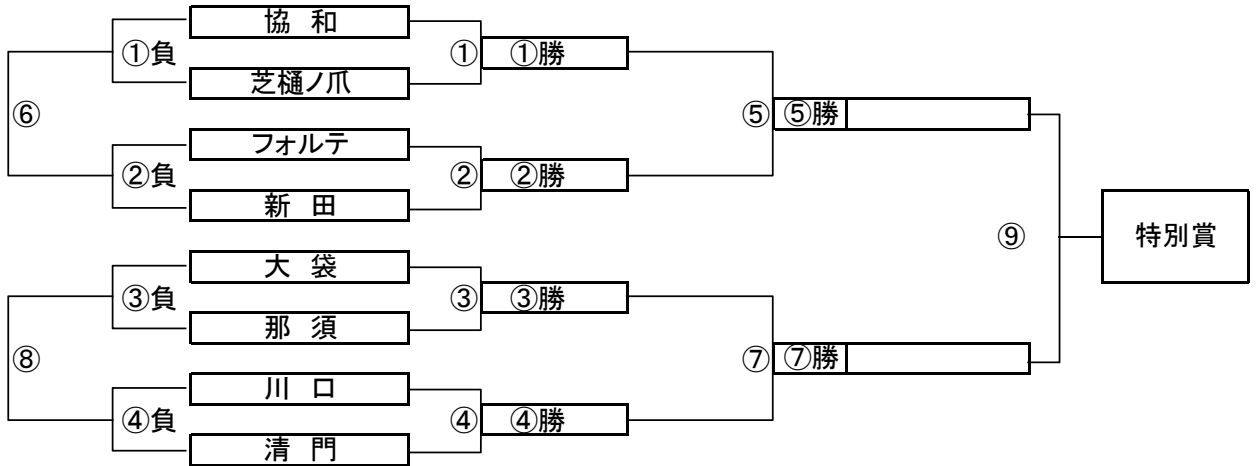 協 和
①負 ① ①勝
芝樋ノ爪
⑥ ⑤ ⑤勝
フォルテ
②負 ② ②勝
新 田
⑨ 特別賞
大 袋
③負 ③ ③勝
那 須
⑧ ⑦ ⑦勝
川 口
④負 ④ ④勝
清 門